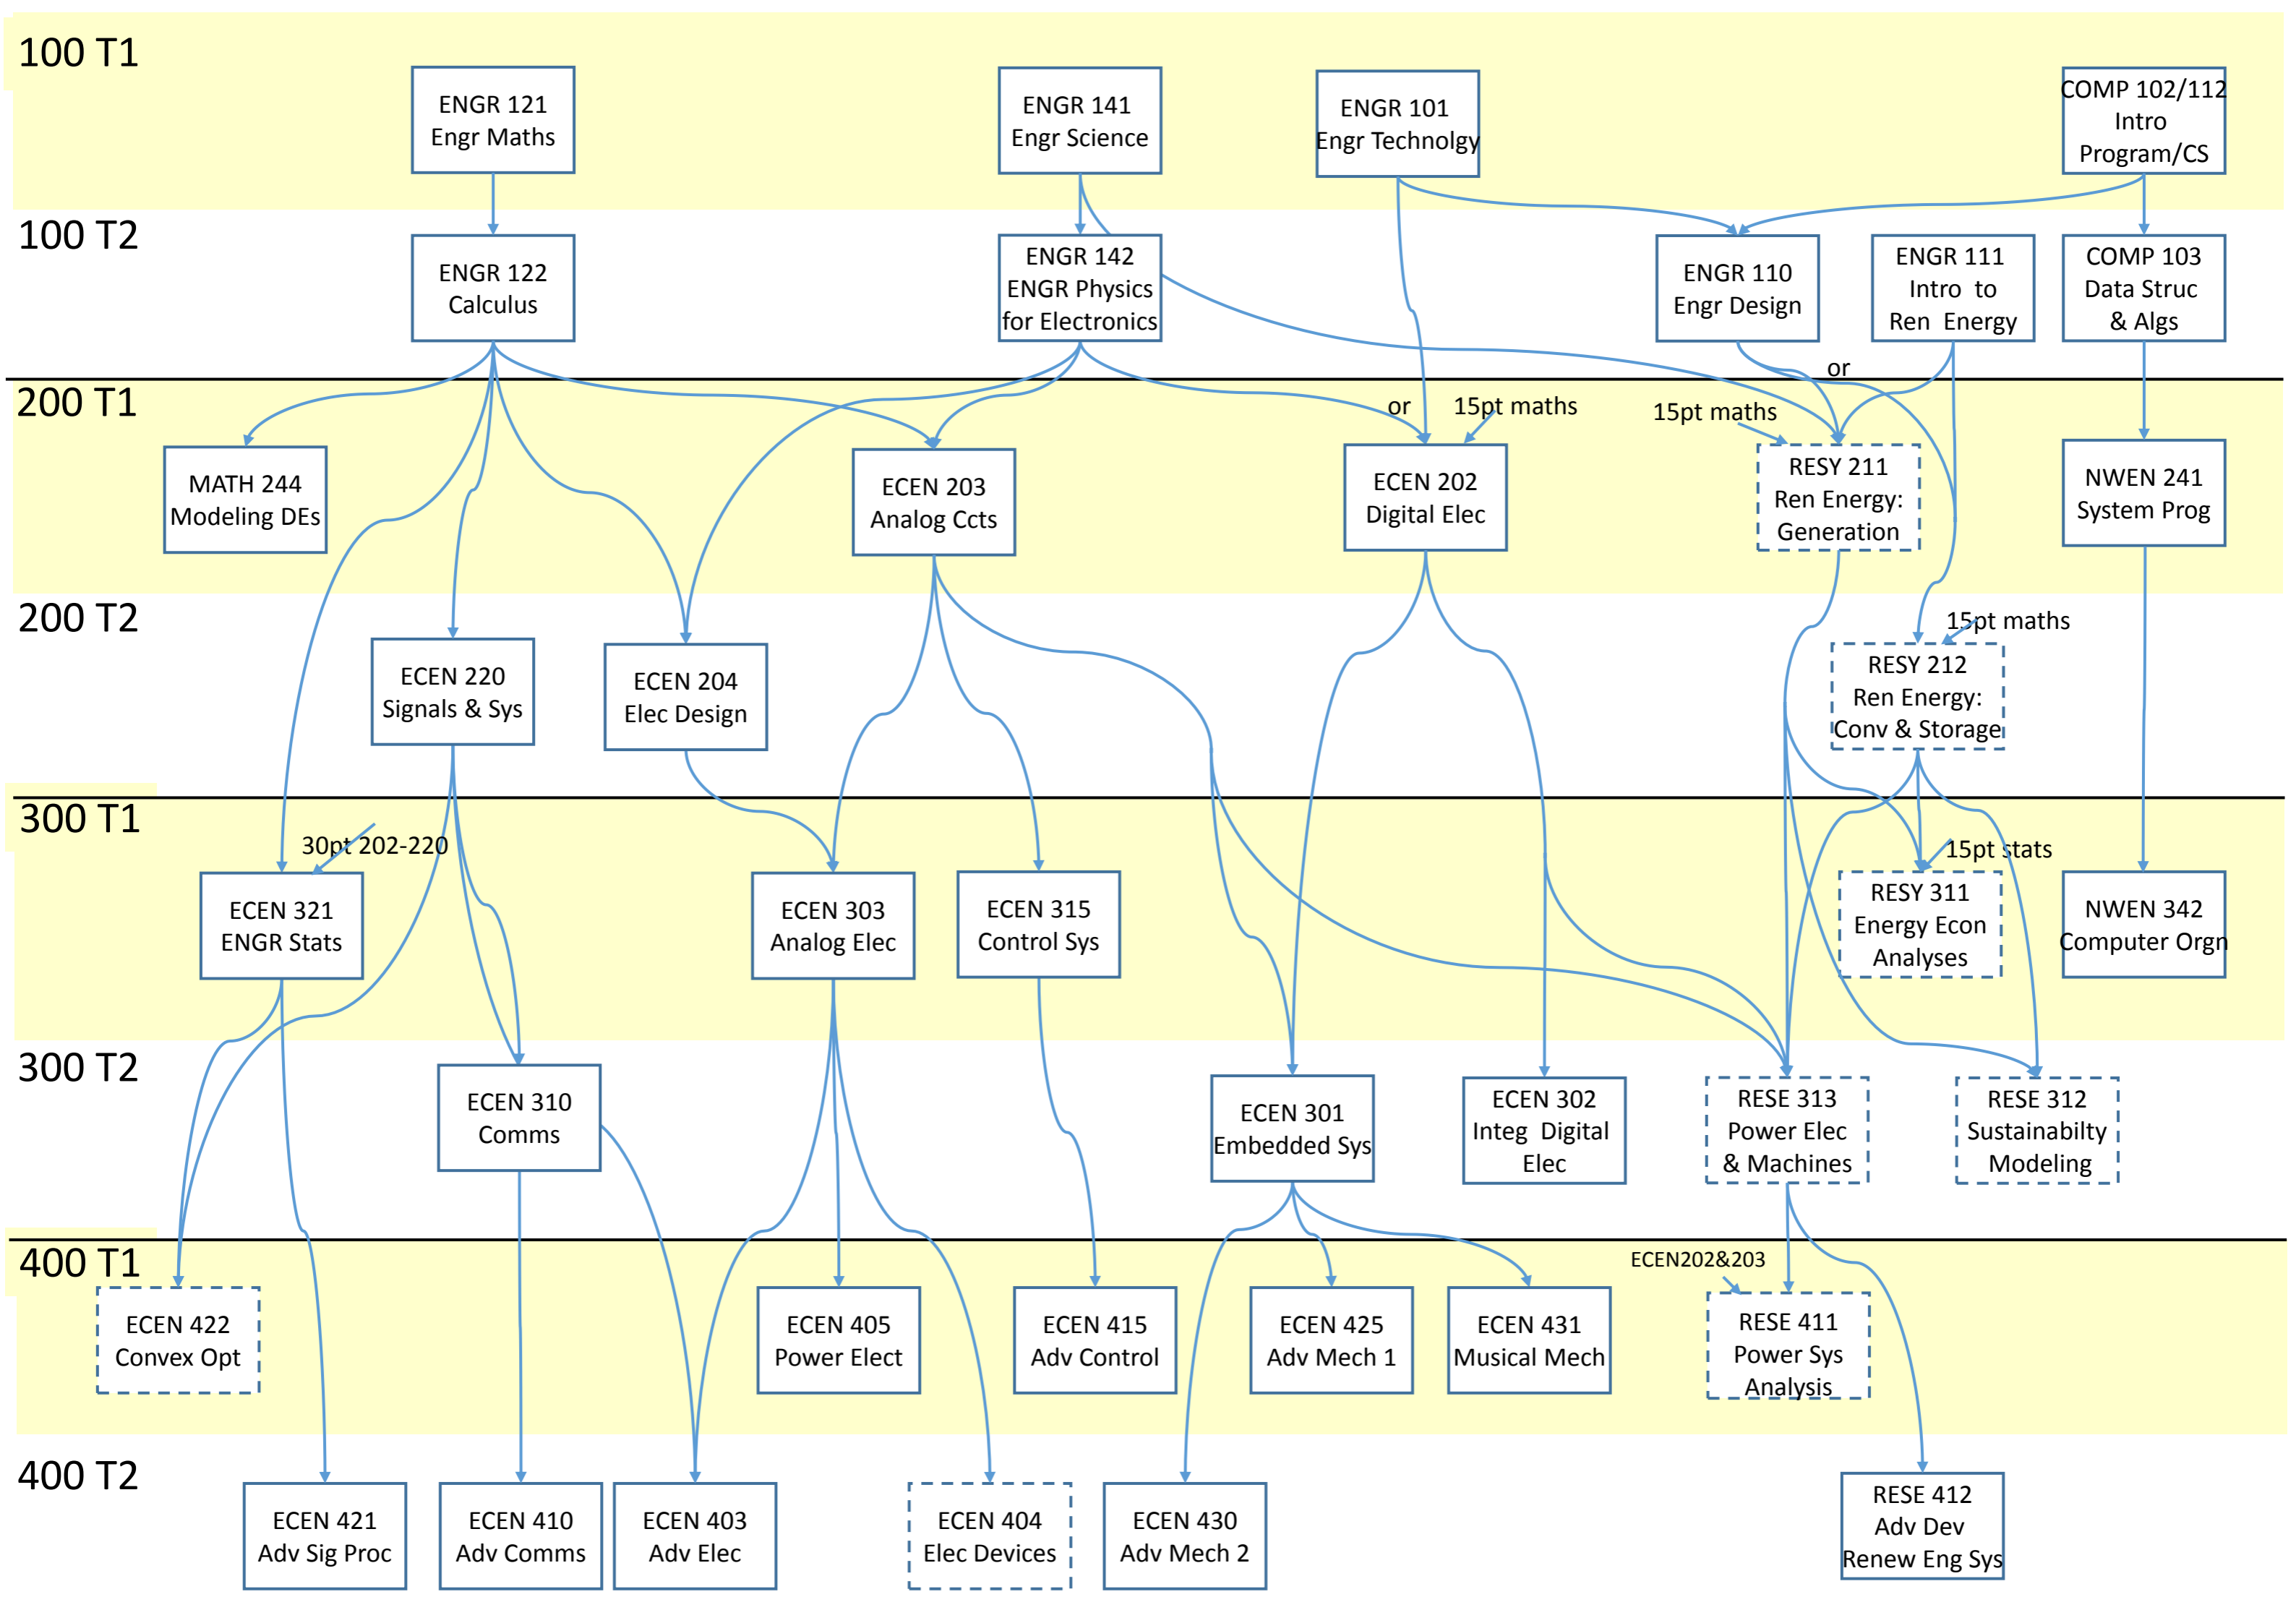 100 T1
ENGR 121
Engr Maths
ENGR 141
Engr Science
ENGR 101
Engr Technolgy
COMP 102/112
Intro
Program/CS
100 T2
ENGR 122
Calculus
ENGR 142
ENGR Physics
for Electronics
ENGR 110
Engr Design
ENGR 111
Intro to
Ren Energy
COMP 103
Data Struc
& Algs
or
200 T1
or
15pt maths
15pt maths
MATH 244
Modeling DEs
ECEN 203
Analog Ccts
ECEN 202
Digital Elec
RESY 211
Ren Energy:
Generation
NWEN 241
System Prog
200 T2
15pt maths
ECEN 220
Signals & Sys
ECEN 204
Elec Design
RESY 212
Ren Energy:
Conv & Storage
300 T1
30pt 202-220
15pt stats
ECEN 321
ENGR Stats
ECEN 303
Analog Elec
ECEN 315
Control Sys
RESY 311
Energy Econ
Analyses
NWEN 342
Computer Orgn
300 T2
ECEN 310
Comms
ECEN 301
Embedded Sys
ECEN 302
Integ Digital
Elec
RESE 313
Power Elec
& Machines
RESE 312
Sustainabilty
Modeling
400 T1
ECEN202&203
ECEN 422
Convex Opt
ECEN 405
Power Elect
ECEN 415
Adv Control
ECEN 425
Adv Mech 1
ECEN 431
Musical Mech
RESE 411
Power Sys
Analysis
400 T2
ECEN 421
Adv Sig Proc
ECEN 410
Adv Comms
ECEN 403
Adv Elec
ECEN 404
Elec Devices
ECEN 430
Adv Mech 2
RESE 412
Adv Dev
Renew Eng Sys